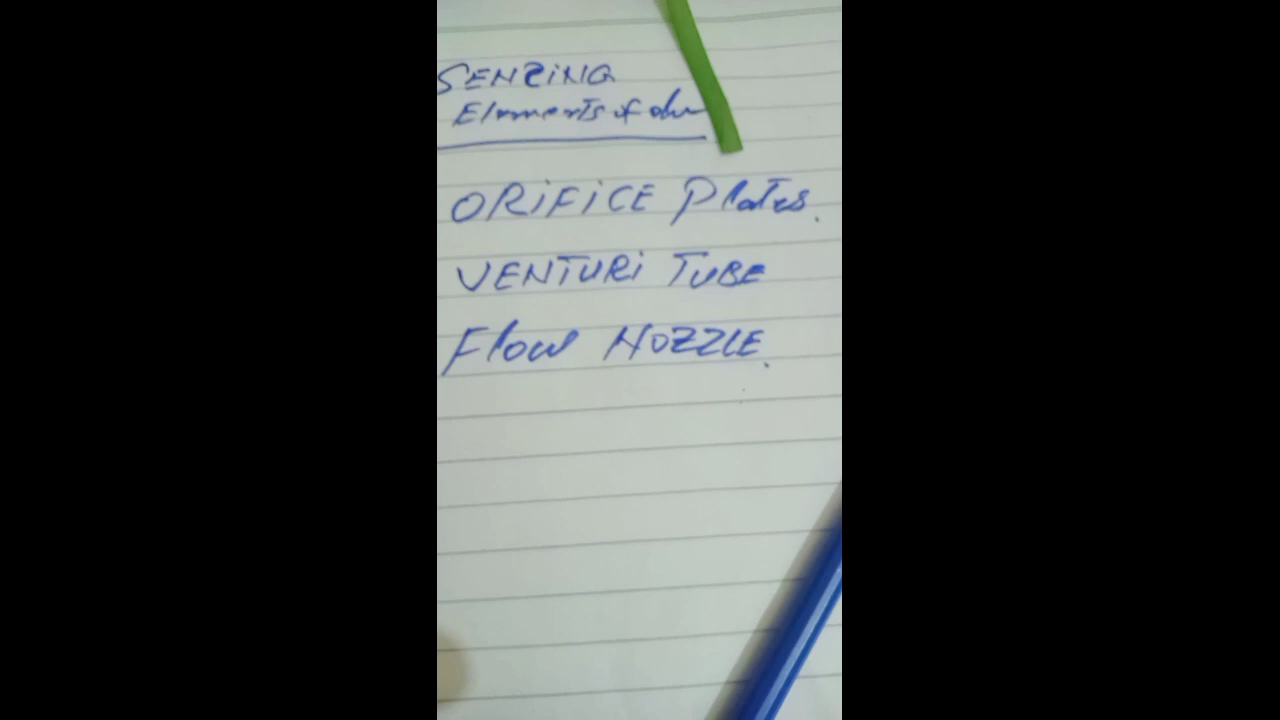 SENSING
Elements of
ORIFICE Plates.
VENTURI TUBE
Flow NOZZLE.